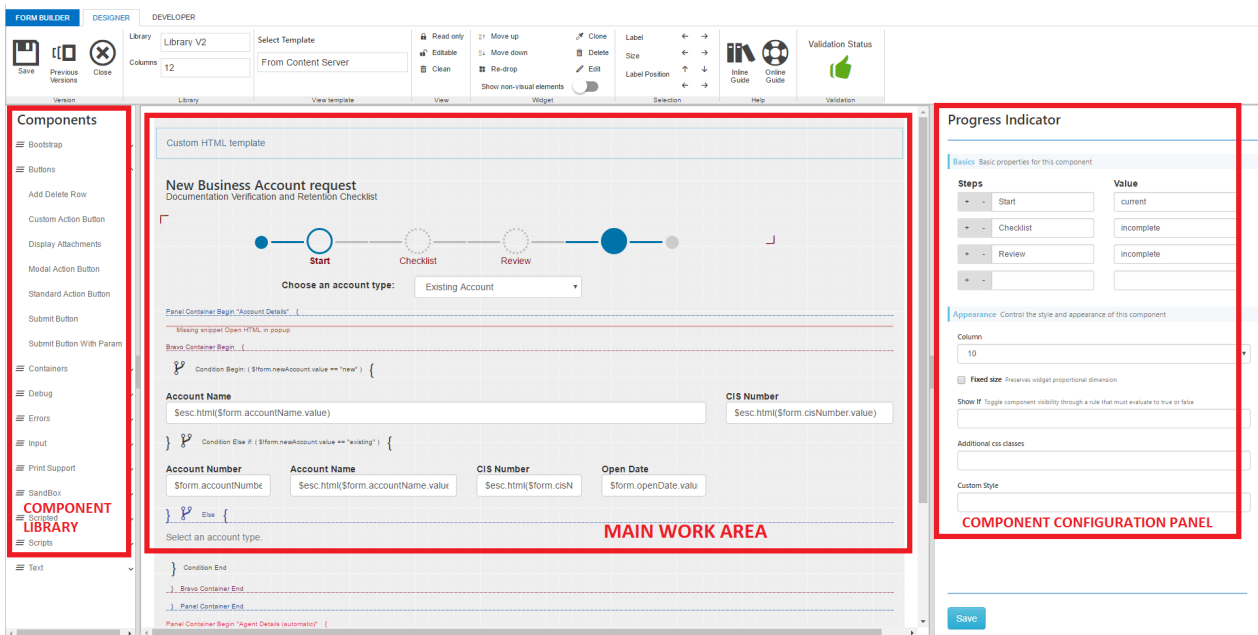 FORM BUILDER DESIGNER DEVELOPER
Save Previous Versions Close
Version
Library Library V2
Columns 12
Library
Select Template
From Content Server
View template
Read only
Editable
Clean
View
Move up Clone
Move down Delete
Re-drop Edit
Show non-visual elements
Widget
Label
Size
Label Position
Selection
Inline Guide Online Guide
Help
Validation Status
Validation
Components
Bootstrap
Buttons
Add Delete Row
Custom Action Button
Display Attachments
Modal Action Button
Standard Action Button
Submit Button
Submit Button With Param
Containers
Debug
Errors
Input
Print Support
SandBox
COMPONENT
Scripted
LIBRARY
Scripts
Text
Custom HTML template
New Business Account request
Documentation Verification and Retention Checklist
Start Checklist Review
Choose an account type: Existing Account
Panel Container Begin "Account Details" {
Missing snippet Open HTML in popup
Bravo Container Begin {
Condition Begin: ( $!form.newAccount.value == "new" ) {
Account Name CIS Number
$esc.html($form.accountName.value) $esc.html($form.cisNumber.value)
} Condition Else if: ( $!form.newAccount.value == "existing" ) {
Account Number Account Name CIS Number Open Date
$form.accountNumbe $esc.html($form.accountName.value $esc.html($form.cisN $form.openDate.valu
} Else {
MAIN WORK AREA
Select an account type.
} Condition End
} Bravo Container End
} Panel Container End
Panel Container Begin "Agent Details (automatic)" {
Progress Indicator
Basics Basic properties for this component
Steps Value
+ - Start current
+ - Checklist incomplete
+ - Review incomplete
+ -
Appearance Control the style and appearance of this component
Column
10
Fixed size Preserves widget proportional dimension
Show If Toggle component visibility through a rule that must evaluate to true or false
Additional css classes
Custom Style
COMPONENT CONFIGURATION PANEL
Save